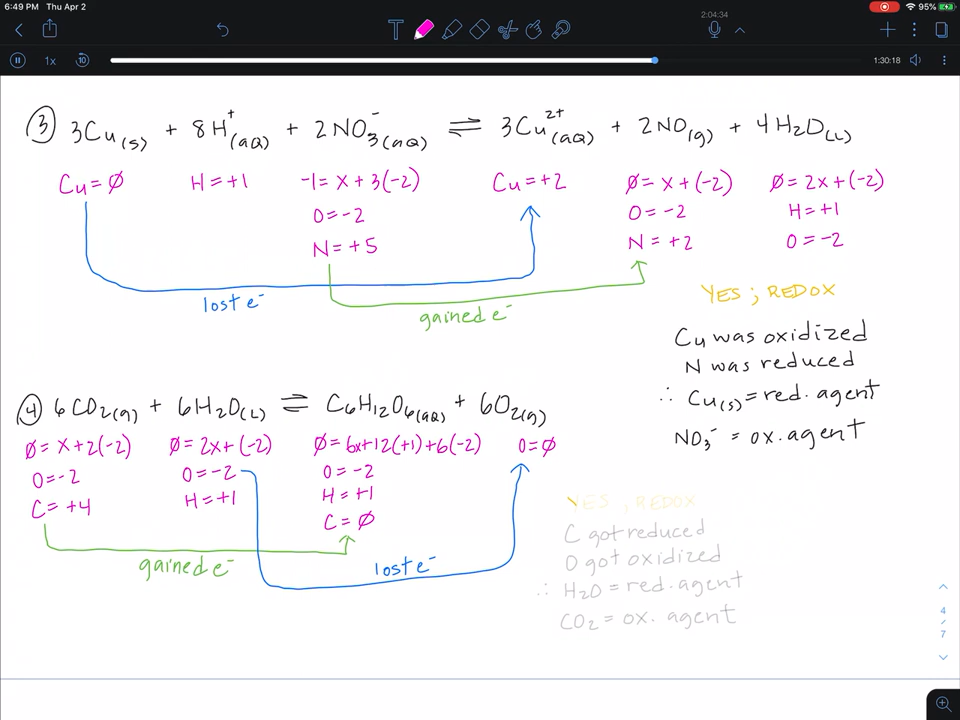 6:49 PM Thu Apr 2
95%
2:04:34
1x
10
1:30:18
③ 3Cu(s) + 8H⁺(aq) + 2NO₃⁻(aq) ⇌ 3Cu²⁺(aq) + 2NO(g) + 4H₂O(l)
Cu = Ø H = +1 -1 = x + 3(-2) Cu = +2 Ø = x + (-2) Ø = 2x + (-2)
O = -2 O = -2 H = +1
N = +5 N = +2 O = -2
lost e⁻
gained e⁻
YES ; REDOX
Cu was oxidized
N was reduced
∴ Cu(s) = red. agent
NO₃⁻ = ox. agent
④ 6CO₂(g) + 6H₂O(l) ⇌ C₆H₁₂O₆(aq) + 6O₂(g)
Ø = x + 2(-2) Ø = 2x + (-2) Ø = 6x + 12(+1) + 6(-2) O = Ø
O = -2 O = -2 O = -2
C = +4 H = +1 H = +1
C = Ø
gained e⁻ lost e⁻
YES ; REDOX
C got reduced
O got oxidized
∴ H₂O = red. agent
CO₂ = ox. agent
4
/
7